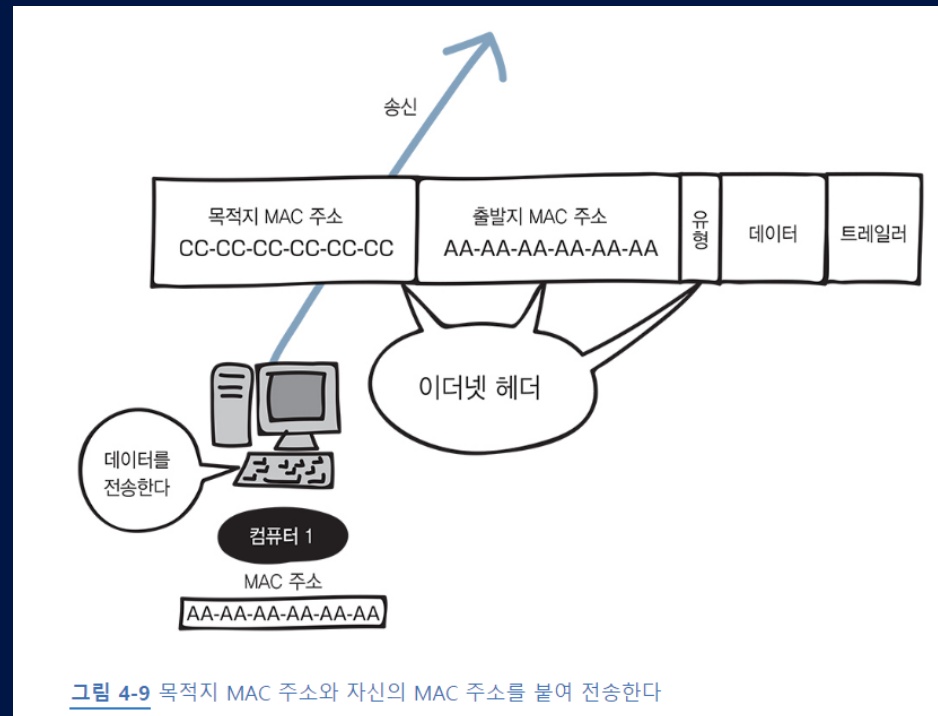 송신
목적지 MAC 주소
CC-CC-CC-CC-CC-CC
출발지 MAC 주소
AA-AA-AA-AA-AA-AA
유형
데이터
트레일러
이더넷 헤더
데이터를
전송한다
컴퓨터 1
MAC 주소
AA-AA-AA-AA-AA-AA
그림 4-9 목적지 MAC 주소와 자신의 MAC 주소를 붙여 전송한다